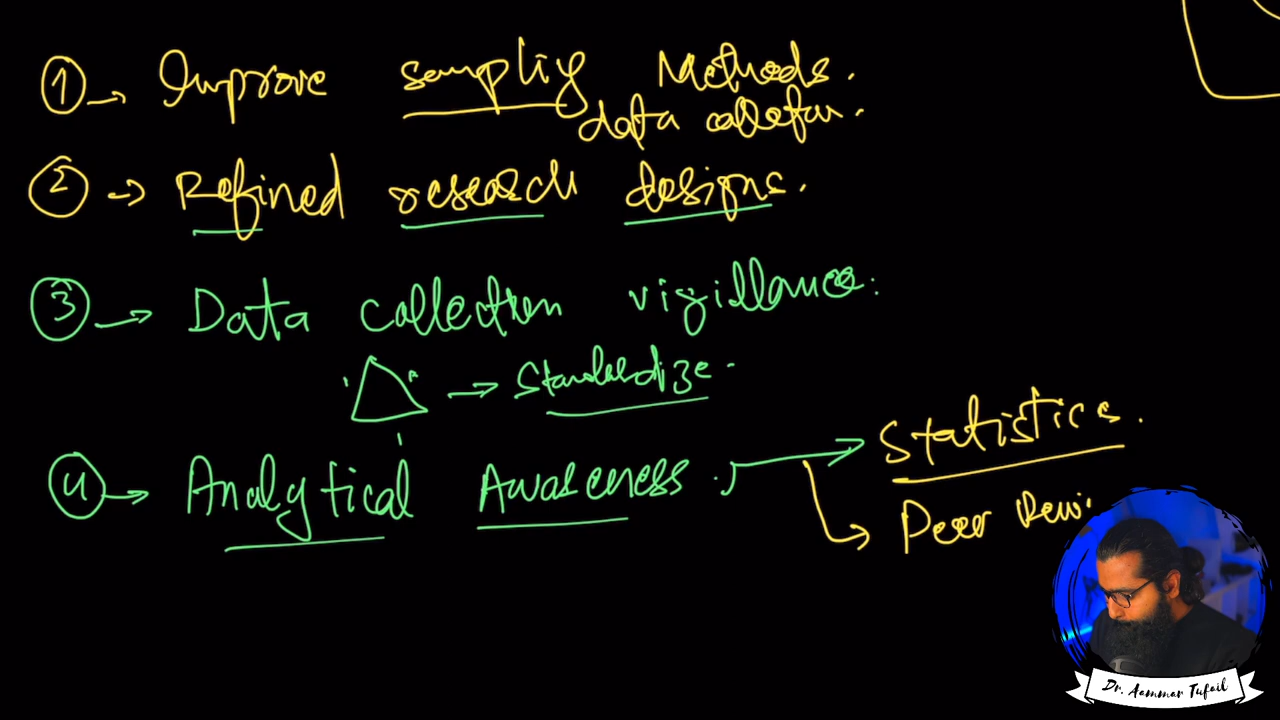 ① → Improve sampling Methods.
data collection.
② → Refined research designs.
③ → Data collection vigillance.
→ Standardize.
④ → Analytical Awareness. → Statistics.
Peer Revi
Dr. Aammar Tufail